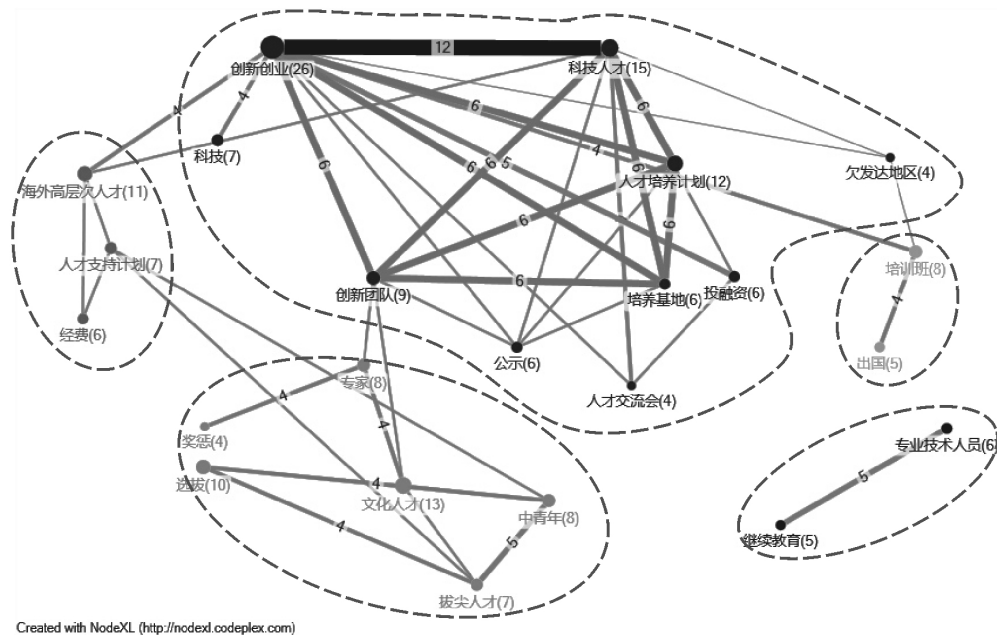 12
创新创业(26)
科技人才(15)
4
4
6
6
科技(7)
6
6
6
5
4
6
人才培养计划(12)
欠发达地区(4)
海外高层次人才(11)
6
6
人才支持计划(7)
培训班(8)
创新团队(9)
6
培养基地(6)
投融资(6)
4
经费(6)
公示(6)
出国(5)
专家(8)
人才交流会(4)
4
4
奖惩(4)
专业技术人员(6
选拔(10)
4
文化人才(13)
5
中青年(8)
4
5
继续教育(5)
拔尖人才(7)
Created with NodeXL (http://nodexl.codeplex.com)